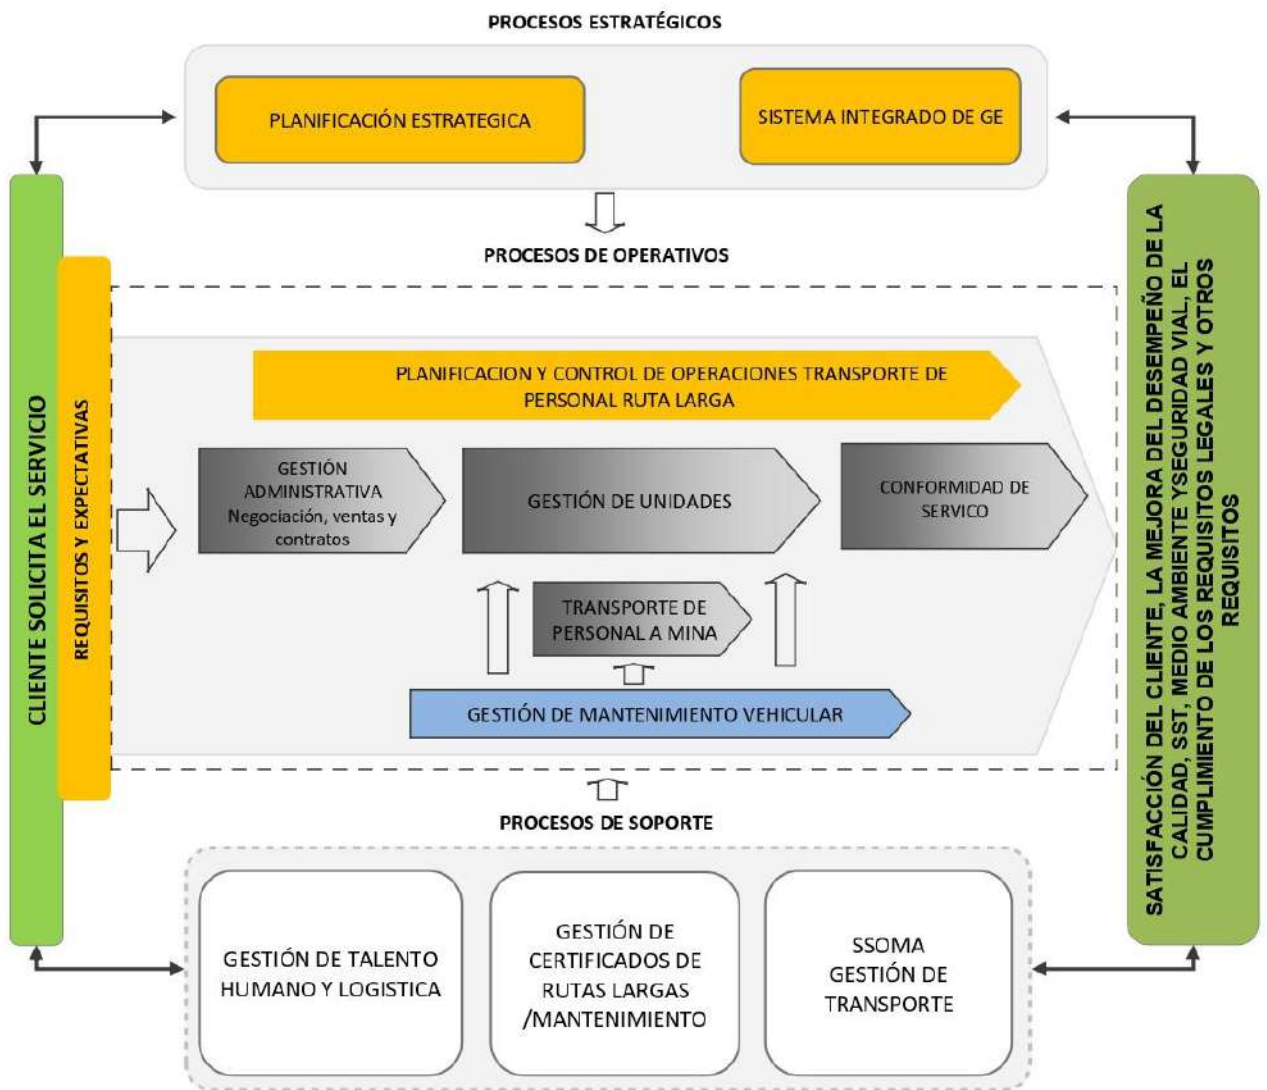 PROCESOS ESTRATÉGICOS
PLANIFICACIÓN ESTRATEGICA
SISTEMA INTEGRADO DE GE
PROCESOS DE OPERATIVOS
CLIENTE SOLICITA EL SERVICIO
REQUISITOS Y EXPECTATIVAS
PLANIFICACION Y CONTROL DE OPERACIONES TRANSPORTE DE
PERSONAL RUTA LARGA
GESTIÓN
ADMINISTRATIVA
Negociación, ventas y
contratos
GESTIÓN DE UNIDADES
CONFORMIDAD DE
SERVICO
TRANSPORTE DE
PERSONAL A MINA
GESTIÓN DE MANTENIMIENTO VEHICULAR
SATISFACCIÓN DEL CLIENTE, LA MEJORA DEL DESEMPEÑO DE LA
CALIDAD, SST, MEDIO AMBIENTE YSEGURIDAD VIAL, EL
CUMPLIMIENTO DE LOS REQUISITOS LEGALES Y OTROS
REQUISITOS
PROCESOS DE SOPORTE
GESTIÓN DE TALENTO
HUMANO Y LOGISTICA
GESTIÓN DE
CERTIFICADOS DE
RUTAS LARGAS
/MANTENIMIENTO
SSOMA
GESTIÓN DE
TRANSPORTE